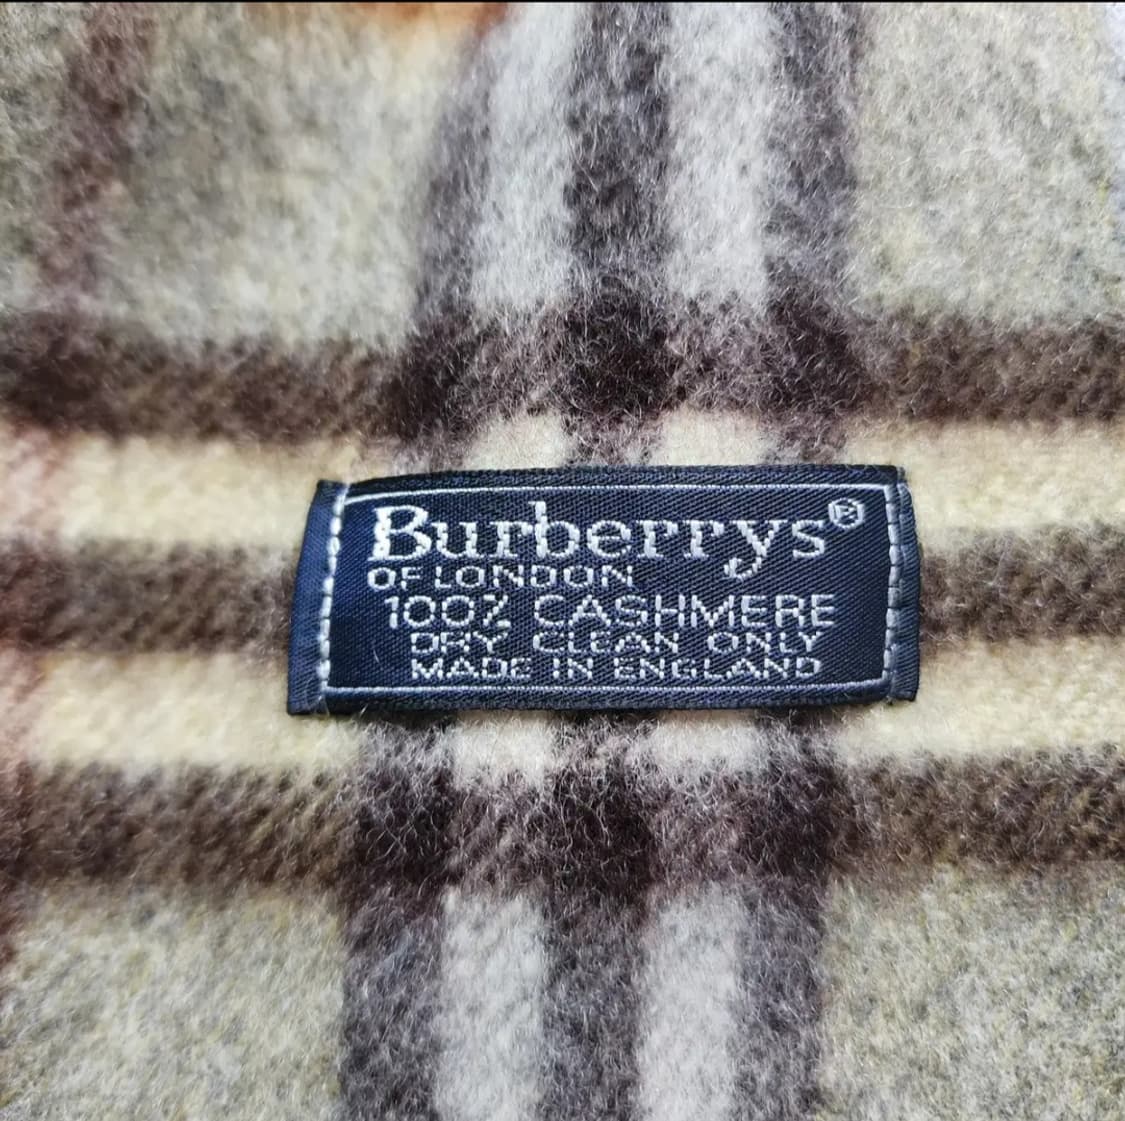 Burberrys®
OF LONDON
100% CASHMERE
DRY CLEAN ONLY
MADE IN ENGLAND